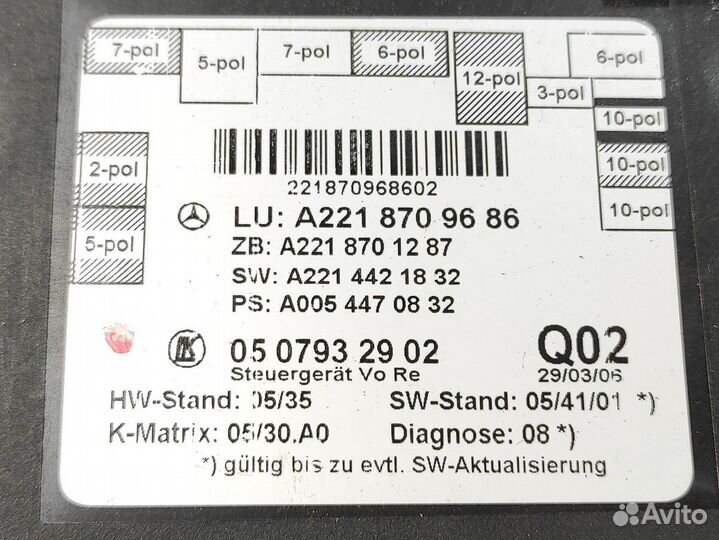 7-pol 5-pol 7-pol 6-pol 12-pol 3-pol 6-pol
10-pol
2-pol
10-pol
5-pol
10-pol
221870968602
LU: A221 870 96 86
ZB: A221 870 12 87
SW: A221 442 18 32
PS: A005 447 08 32
05 0793 29 02 Q02
Steuergerät Vo Re 29/03/06
HW-Stand: 05/35 SW-Stand: 05/41/01 *)
K-Matrix: 05/30.A0 Diagnose: 08 *)
*) gültig bis zu evtl. SW-Aktualisierung
Avito